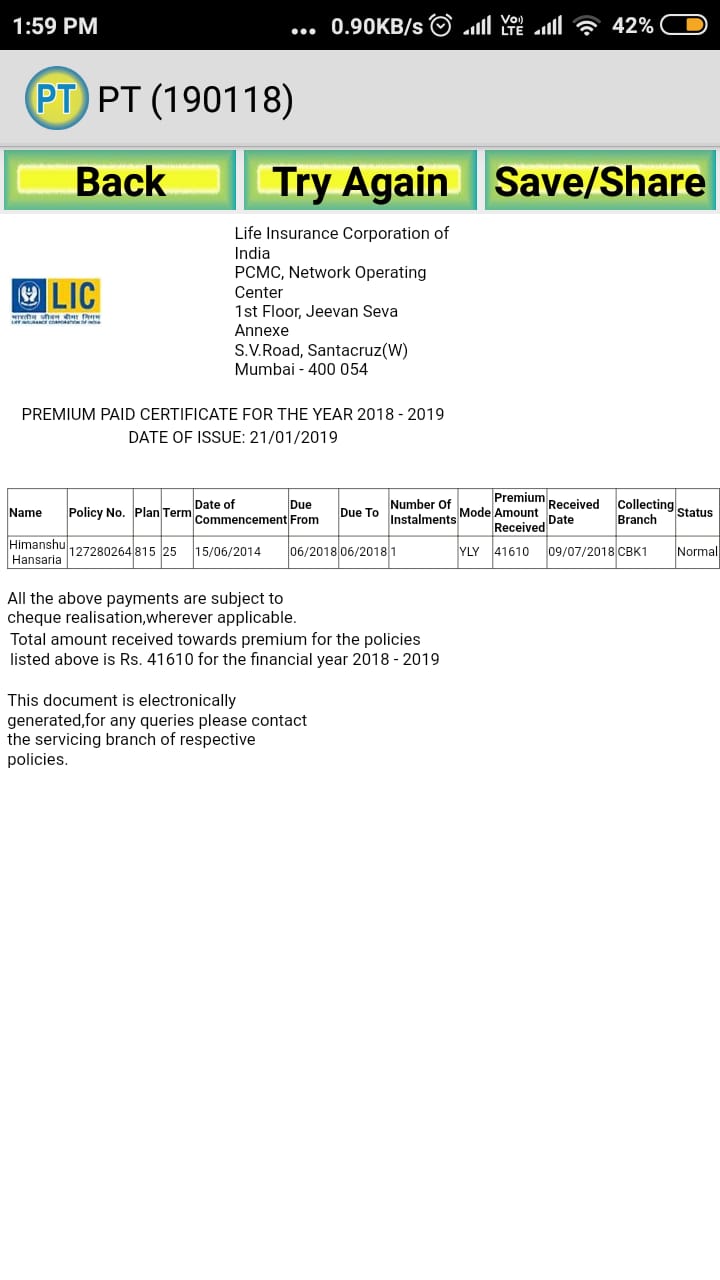 1:59 PM
... 0.90KB/s Vo) LTE 42%
PT PT (190118)
Back Try Again Save/Share
Life Insurance Corporation of
India
PCMC, Network Operating
Center
1st Floor, Jeevan Seva
Annexe
S.V.Road, Santacruz(W)
Mumbai - 400 054
LIC
भारतीय जीवन बीमा निगम
LIFE INSURANCE CORPORATION OF INDIA
PREMIUM PAID CERTIFICATE FOR THE YEAR 2018 - 2019
DATE OF ISSUE: 21/01/2019
Name Policy No. Plan Term Date of Commencement Due From Due To Number Of Instalments Mode Premium Amount Received Received Date Collecting Branch Status
Himanshu Hansaria 127280264 815 25 15/06/2014 06/2018 06/2018 1 YLY 41610 09/07/2018 CBK1 Normal
All the above payments are subject to
cheque realisation,wherever applicable.
Total amount received towards premium for the policies
listed above is Rs. 41610 for the financial year 2018 - 2019
This document is electronically
generated,for any queries please contact
the servicing branch of respective
policies.